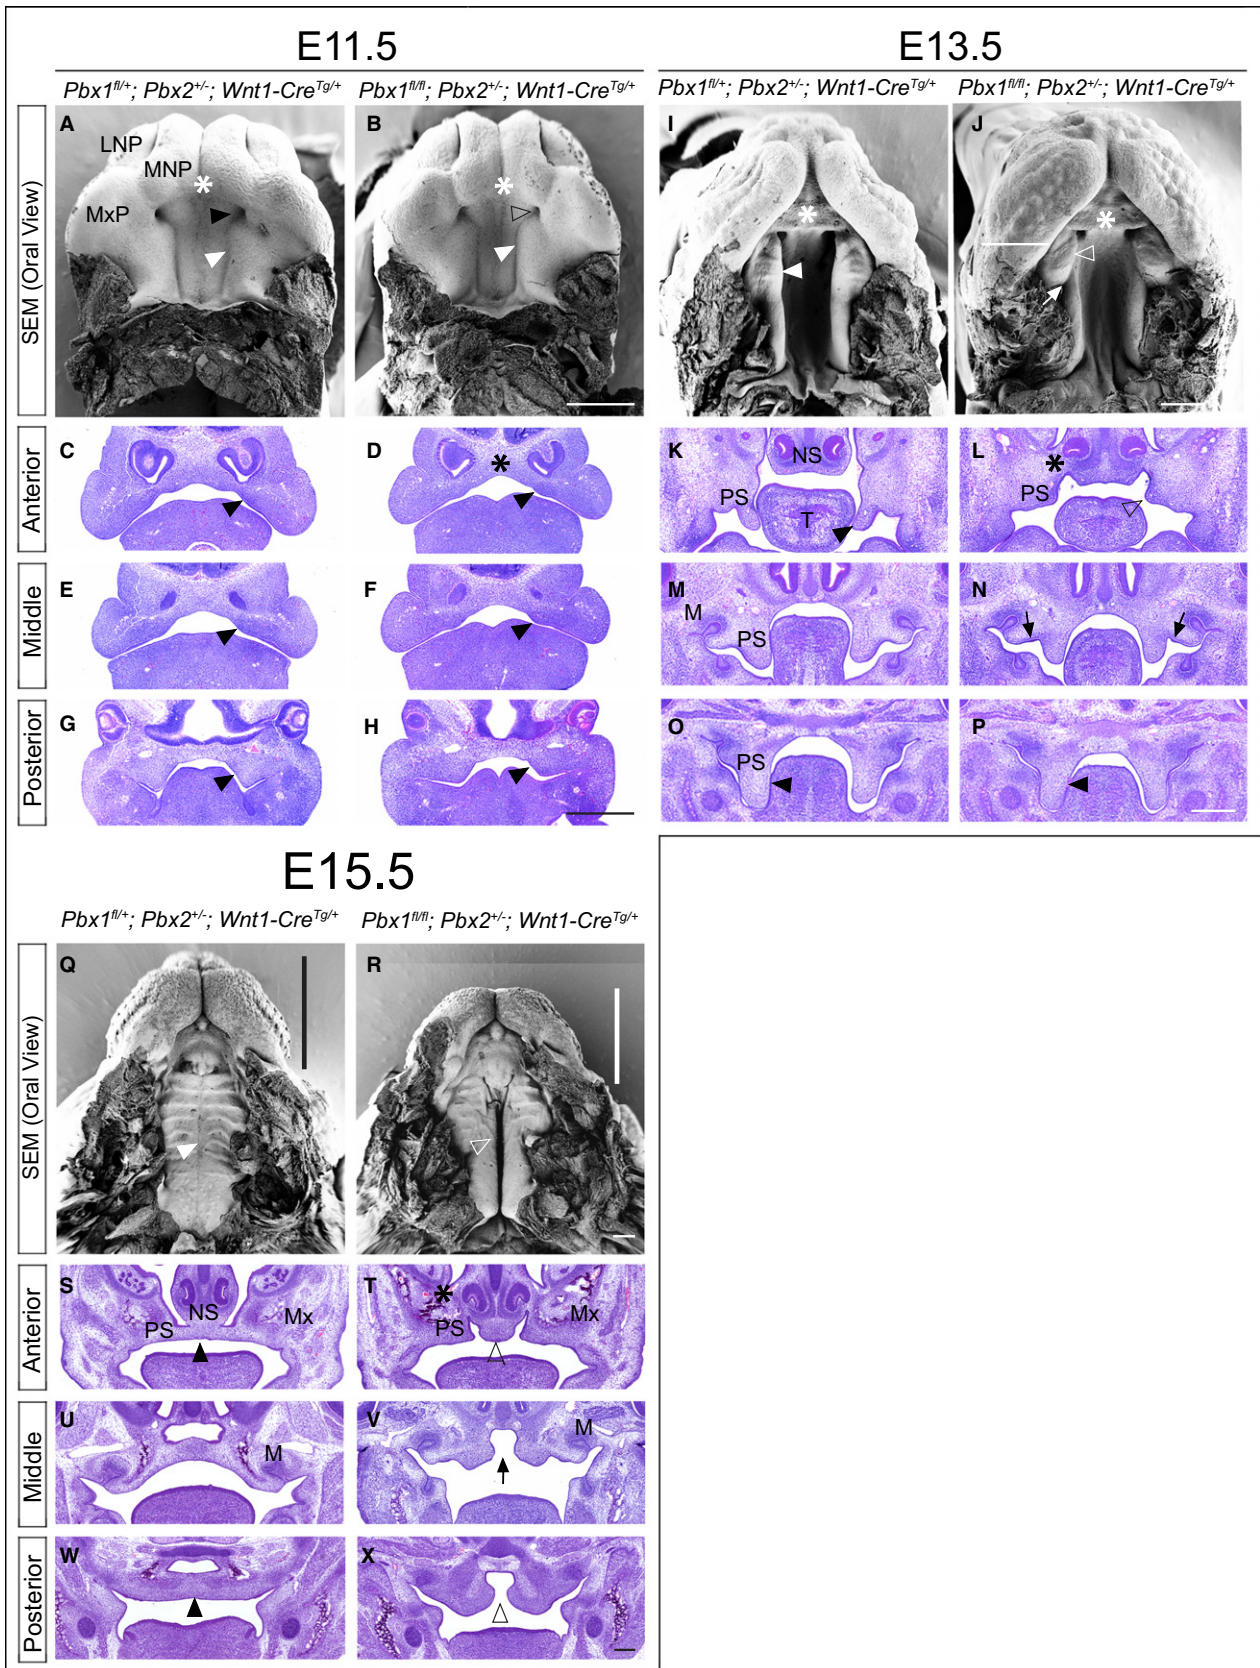 E11.5
E13.5
Pbx1fl/+; Pbx2+/-; Wnt1-CreTg/+
Pbx1fl/fl; Pbx2+/-; Wnt1-CreTg/+
Pbx1fl/+; Pbx2+/-; Wnt1-CreTg/+
Pbx1fl/fl; Pbx2+/-; Wnt1-CreTg/+
SEM (Oral View)
A
LNP
MNP
*
MxP
B
*
I
*
J
*
Anterior
C
D
*
K
NS
PS
T
L
*
PS
Middle
E
F
M
M
PS
N
Posterior
G
H
O
PS
P
E15.5
Pbx1fl/+; Pbx2+/-; Wnt1-CreTg/+
Pbx1fl/fl; Pbx2+/-; Wnt1-CreTg/+
SEM (Oral View)
Q
R
Anterior
S
NS
PS
Mx
T
*
PS
Mx
Middle
U
M
V
M
Posterior
W
X